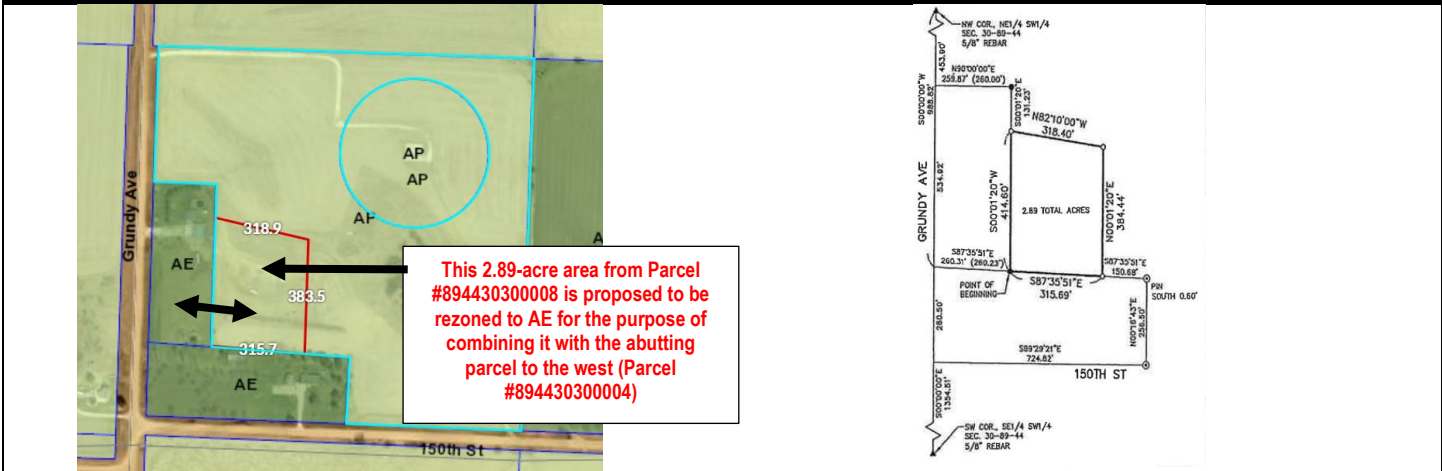 Grundy Ave
AP
AP
AP
A
AE
318.9
383.5
315.7
AE
150th St
This 2.89-acre area from Parcel
#894430300008 is proposed to be
rezoned to AE for the purpose of
combining it with the abutting
parcel to the west (Parcel
#894430300004)
NW COR., NE1/4 SW1/4
SEC. 30-89-44
5/8" REBAR
453.90'
N90°00'00"E
259.87' (260.00')
S00°00'00"W
988.82'
S00°01'20"E
131.23'
N82°10'00"W
318.40'
GRUNDY AVE
534.92'
S00°01'20"W
414.60'
2.89 TOTAL ACRES
N00°01'20"E
384.44'
S87°35'51"E
260.31' (260.23')
S87°35'51"E
150.68'
POINT OF
BEGINNING
S87°35'51"E
315.69'
PIN
SOUTH 0.60'
280.50'
N00°16'43"E
256.50'
S89°29'21"E
724.82'
150TH ST
S00°00'00"E
1354.51'
SW COR., SE1/4 SW1/4
SEC. 30-89-44
5/8" REBAR